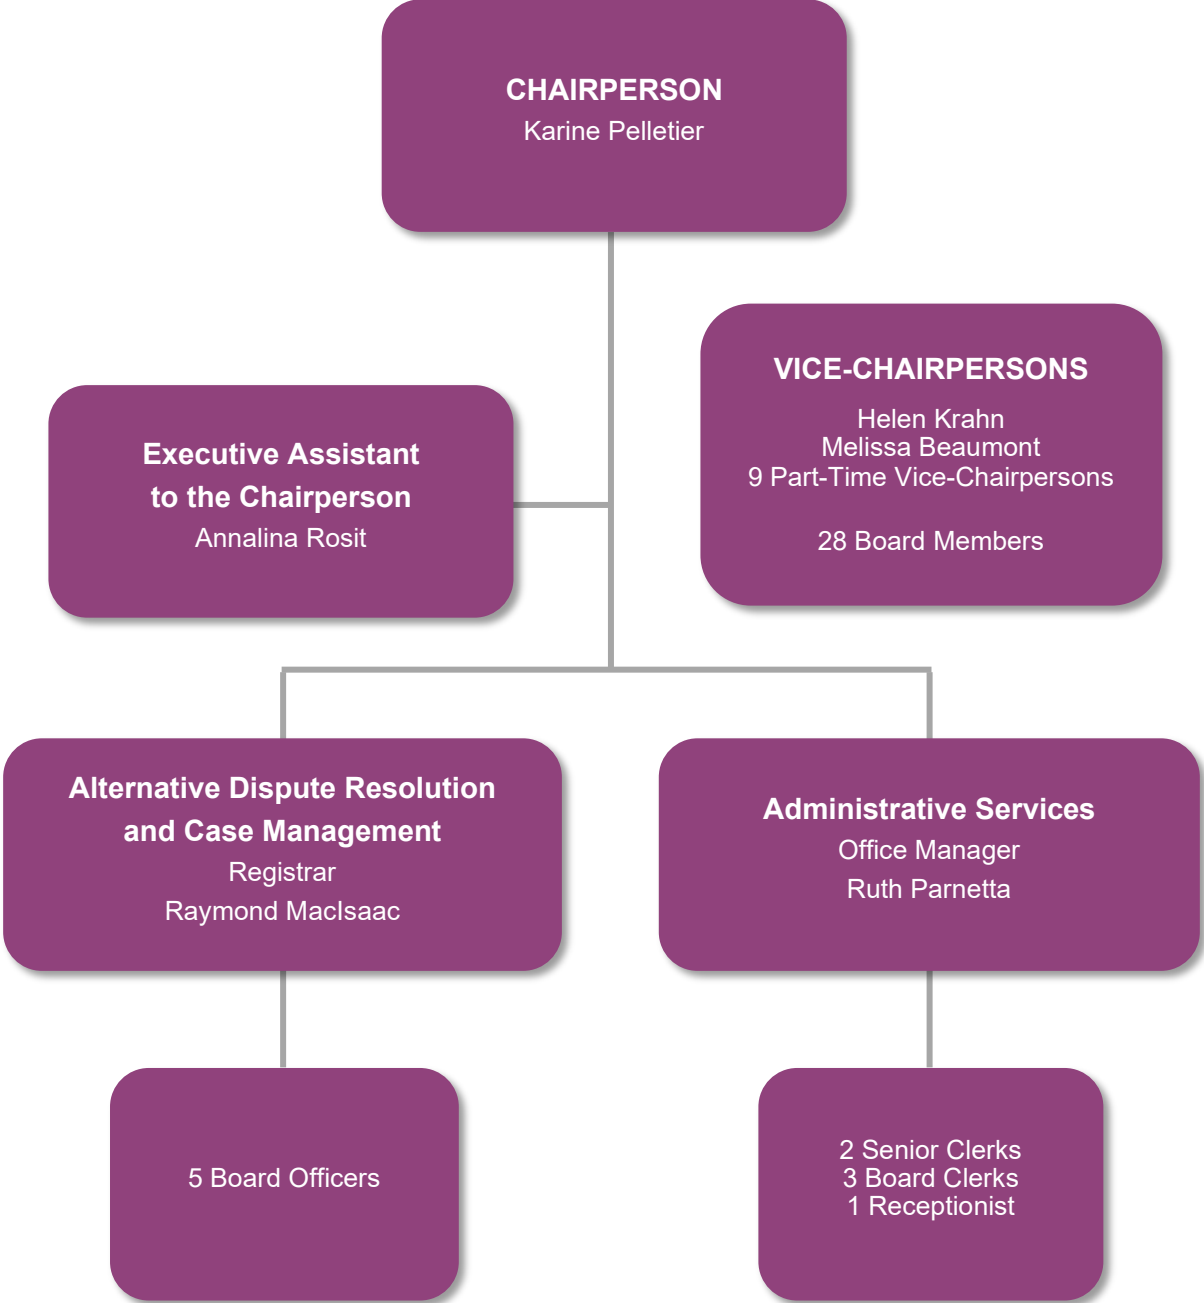 CHAIRPERSON
Karine Pelletier
VICE-CHAIRPERSONS
Helen Krahn
Melissa Beaumont
9 Part-Time Vice-Chairpersons
28 Board Members
Executive Assistant
to the Chairperson
Annalina Rosit
Alternative Dispute Resolution
and Case Management
Registrar
Raymond MacIsaac
Administrative Services
Office Manager
Ruth Parnetta
5 Board Officers
2 Senior Clerks
3 Board Clerks
1 Receptionist